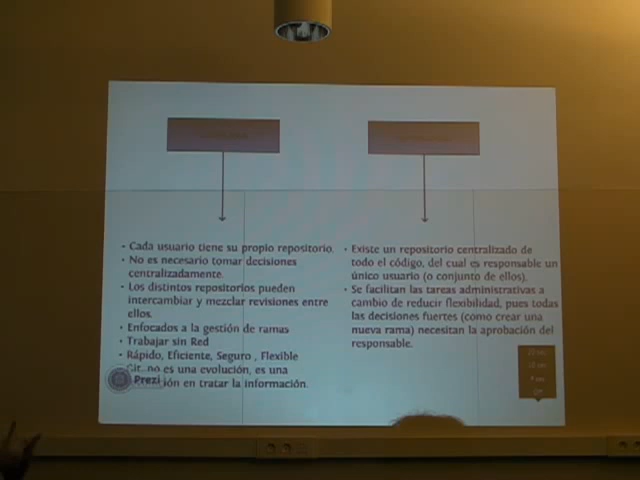 • Cada usuario tiene su propio repositorio.
• No es necesario tomar decisiones
centralizadamente.
• Los distintos repositorios pueden
intercambiar y mezclar revisiones entre
ellos.
• Enfocados a la gestión de ramas
• Trabajar sin Red
• Rápido, Eficiente, Seguro , Flexible
no es una evolución, es una
en tratar la información.
Prezi
• Existe un repositorio centralizado de
todo el código, del cual es responsable un
único usuario (o conjunto de ellos).
• Se facilitan las tareas administrativas a
cambio de reducir flexibilidad, pues todas
las decisiones fuertes (como crear una
nueva rama) necesitan la aprobación del
responsable.